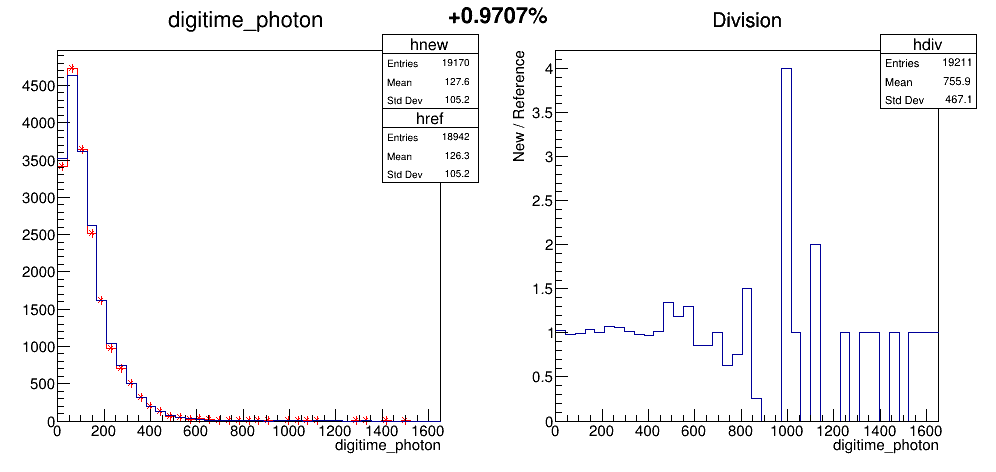 +0.9707%
digitime_photon
hnew
Entries 19170
Mean 127.6
Std Dev 105.2
href
Entries 18942
Mean 126.3
Std Dev 105.2
4500
4000
3500
3000
2500
2000
1500
1000
500
0
0 200 400 600 800 1000 1200 1400 1600
digitime_photon
Division
hdiv
Entries 19211
Mean 755.9
Std Dev 467.1
New / Reference
4
3.5
3
2.5
2
1.5
1
0.5
0
0 200 400 600 800 1000 1200 1400 1600
digitime_photon